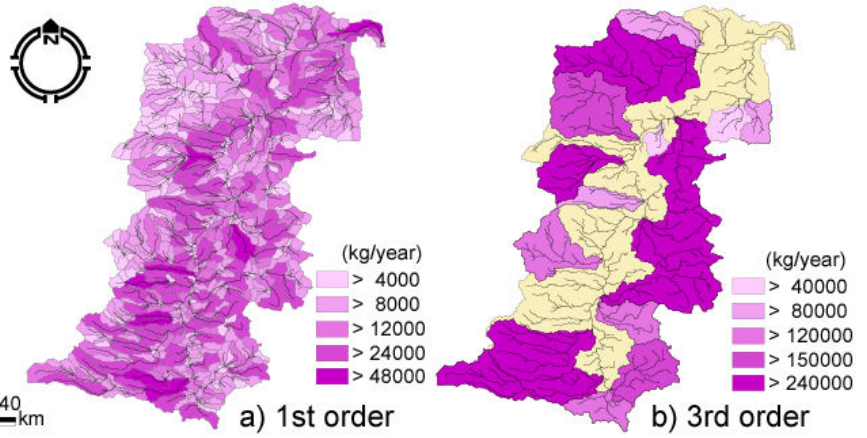 N
(kg/year)
> 4000
> 8000
> 12000
> 24000
> 48000
(kg/year)
> 40000
> 80000
> 120000
> 150000
> 240000
40
km
a) 1st order
b) 3rd order